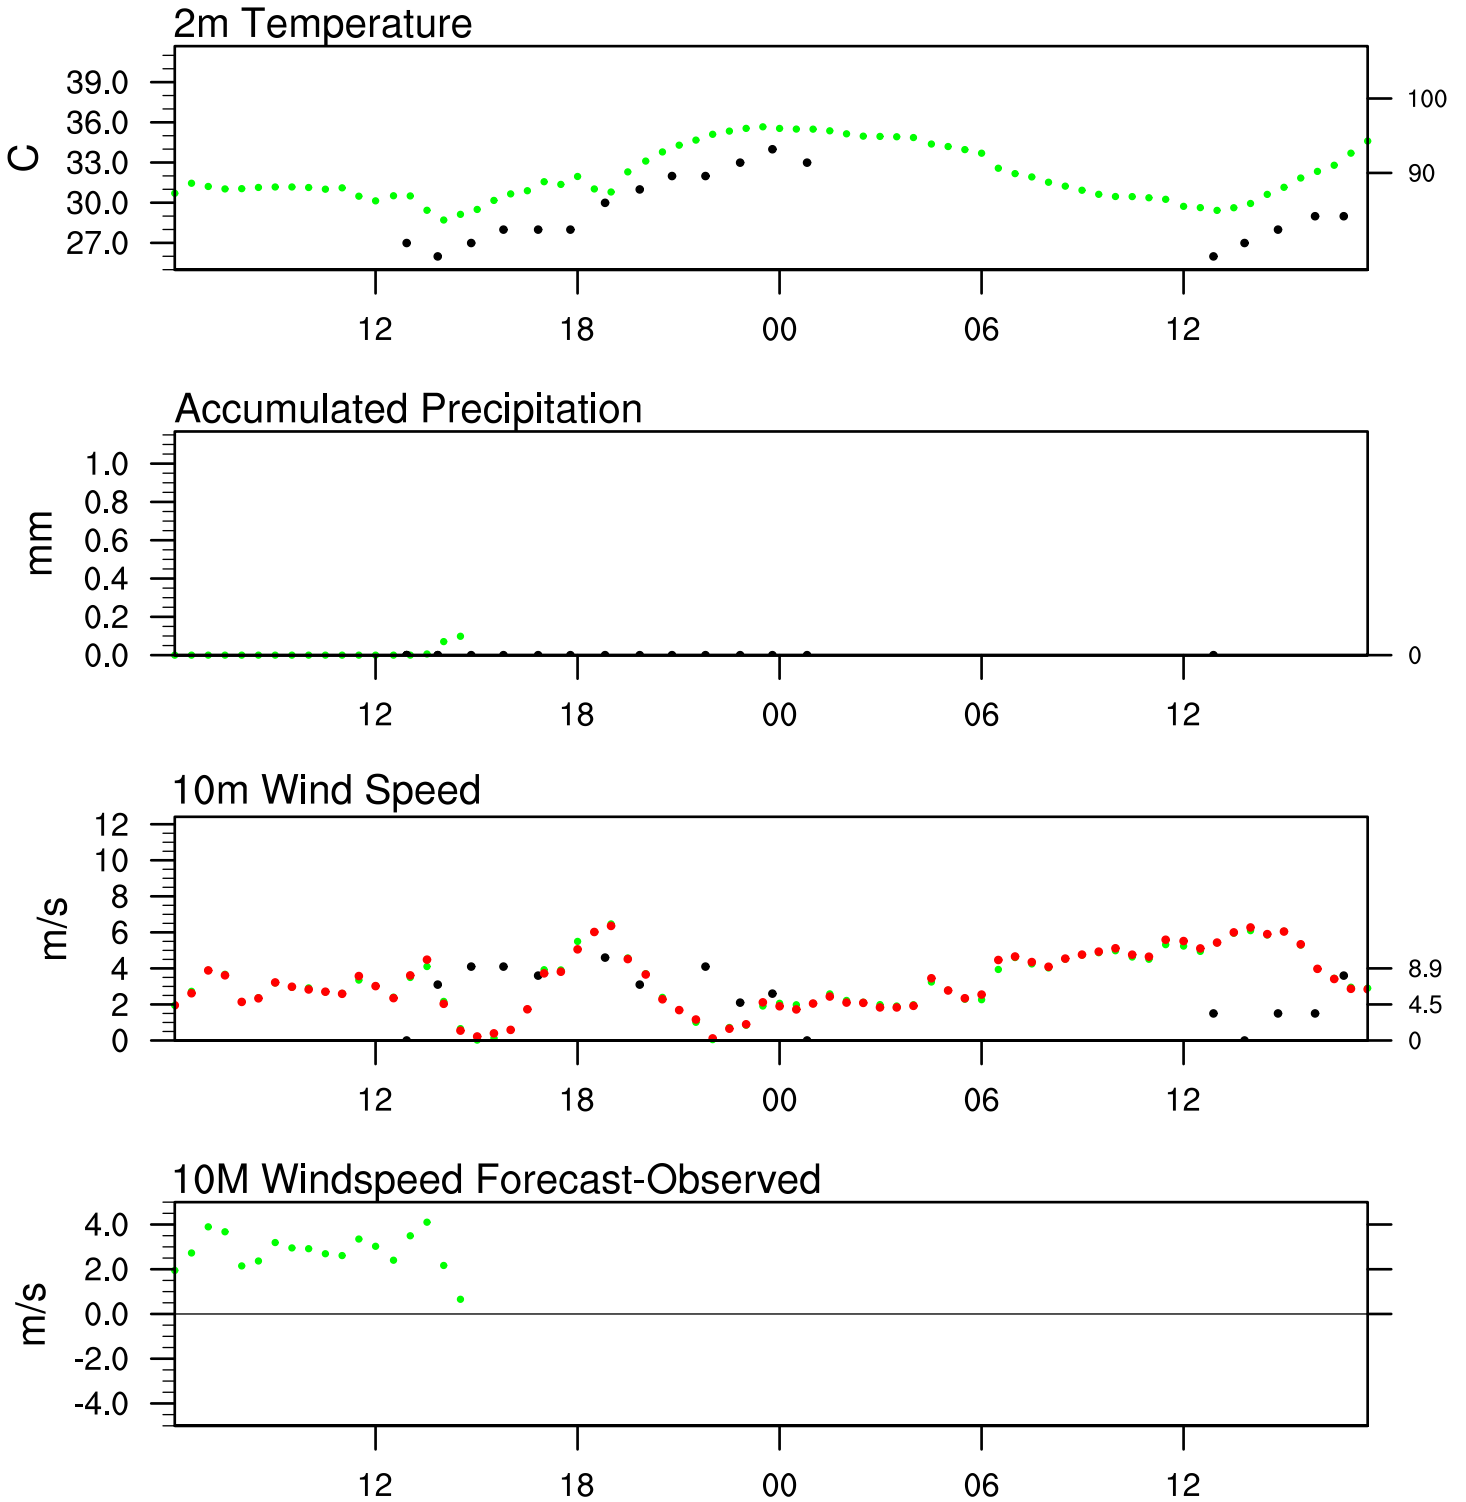 2m Temperature
39.0
36.0
33.0
30.0
27.0
C
100
90
12 18 00 06 12
Accumulated Precipitation
1.0
0.8
0.6
0.4
0.2
0.0
mm
0
12 18 00 06 12
10m Wind Speed
12
10
8
6
4
2
0
m/s
8.9
4.5
0
12 18 00 06 12
10M Windspeed Forecast-Observed
4.0
2.0
0.0
-2.0
-4.0
m/s
12 18 00 06 12